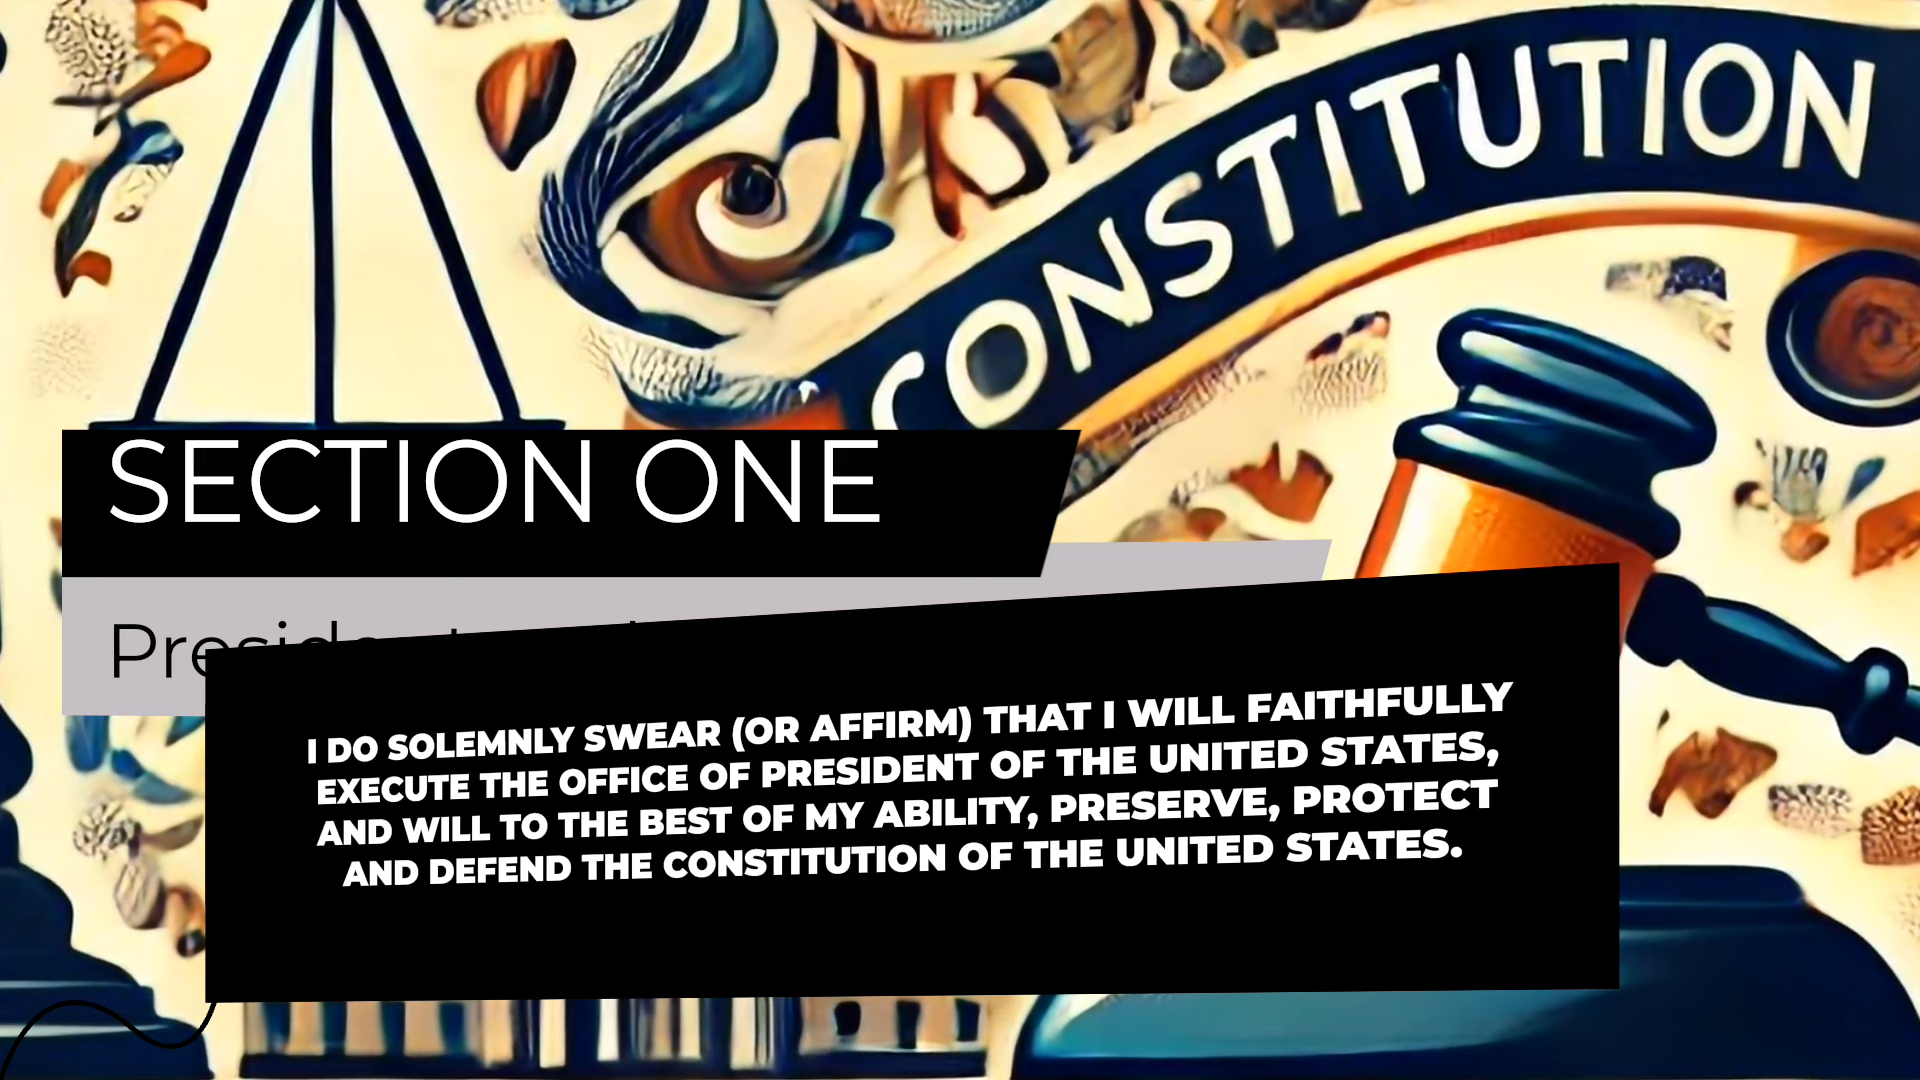 CONSTITUTION
SECTION ONE
I DO SOLEMNLY SWEAR (OR AFFIRM) THAT I WILL FAITHFULLY
EXECUTE THE OFFICE OF PRESIDENT OF THE UNITED STATES,
AND WILL TO THE BEST OF MY ABILITY, PRESERVE, PROTECT
AND DEFEND THE CONSTITUTION OF THE UNITED STATES.